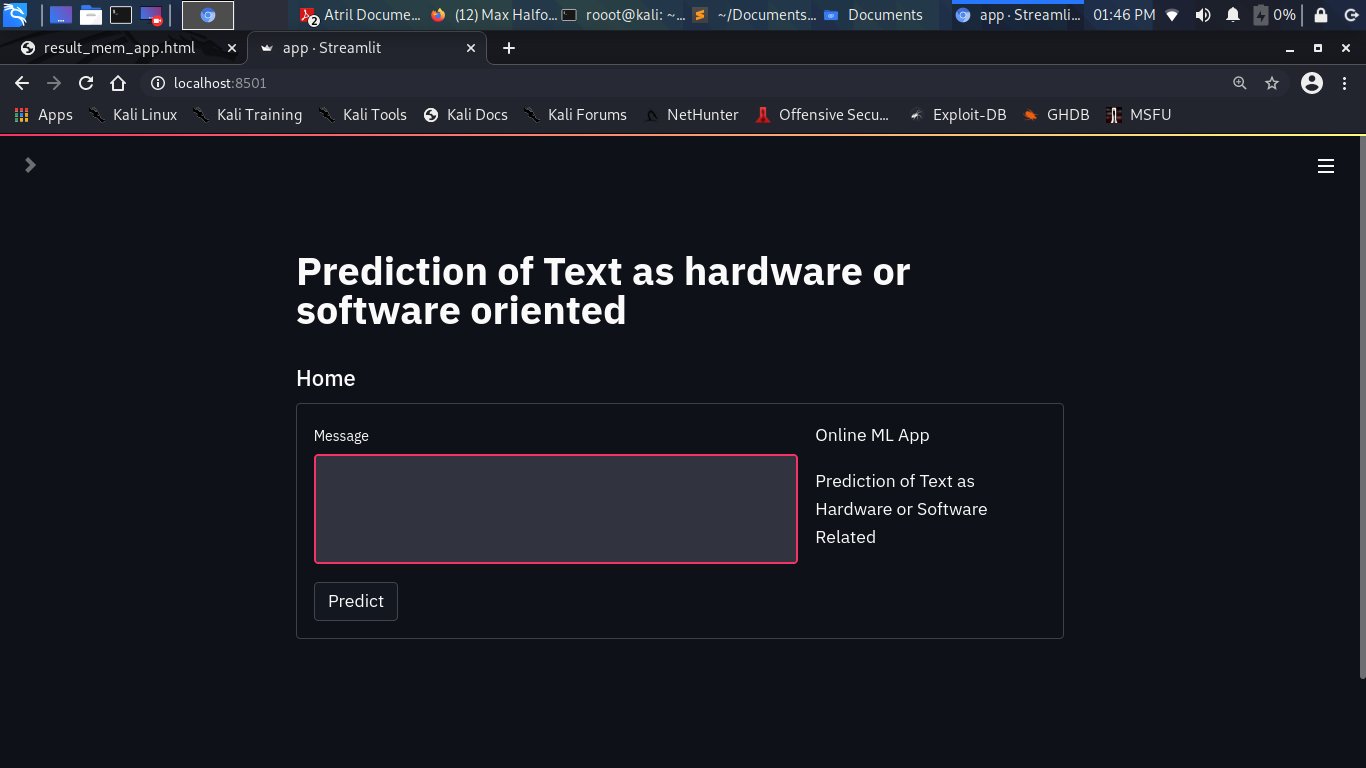 2 Atril Docume... (12) Max Halfo... rooot@kali: ~... ~/Documents... Documents app · Streamli... 01:46 PM 0%
result_mem_app.html app · Streamlit
localhost:8501
Apps Kali Linux Kali Training Kali Tools Kali Docs Kali Forums NetHunter Offensive Secu... Exploit-DB GHDB MSFU
Prediction of Text as hardware or
software oriented
Home
Message
Predict
Online ML App
Prediction of Text as
Hardware or Software
Related